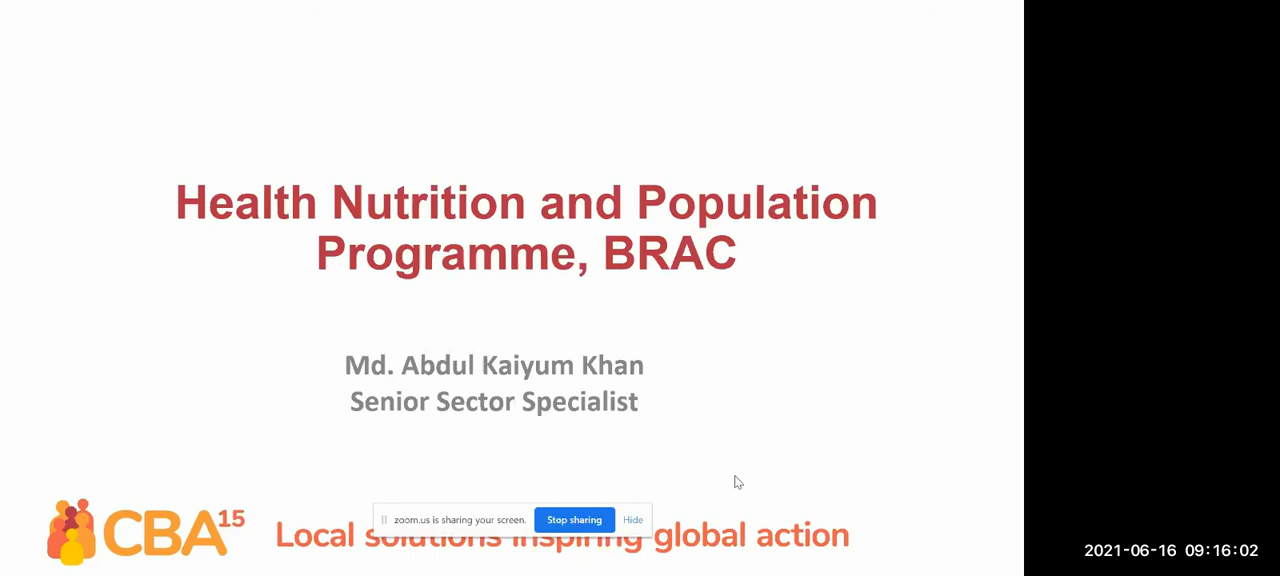 Health Nutrition and Population
Programme, BRAC
Md. Abdul Kaiyum Khan
Senior Sector Specialist
zoom.us is sharing your screen. Stop sharing Hide
CBA15 Local solutions inspiring global action
2021-06-16 09:16:02